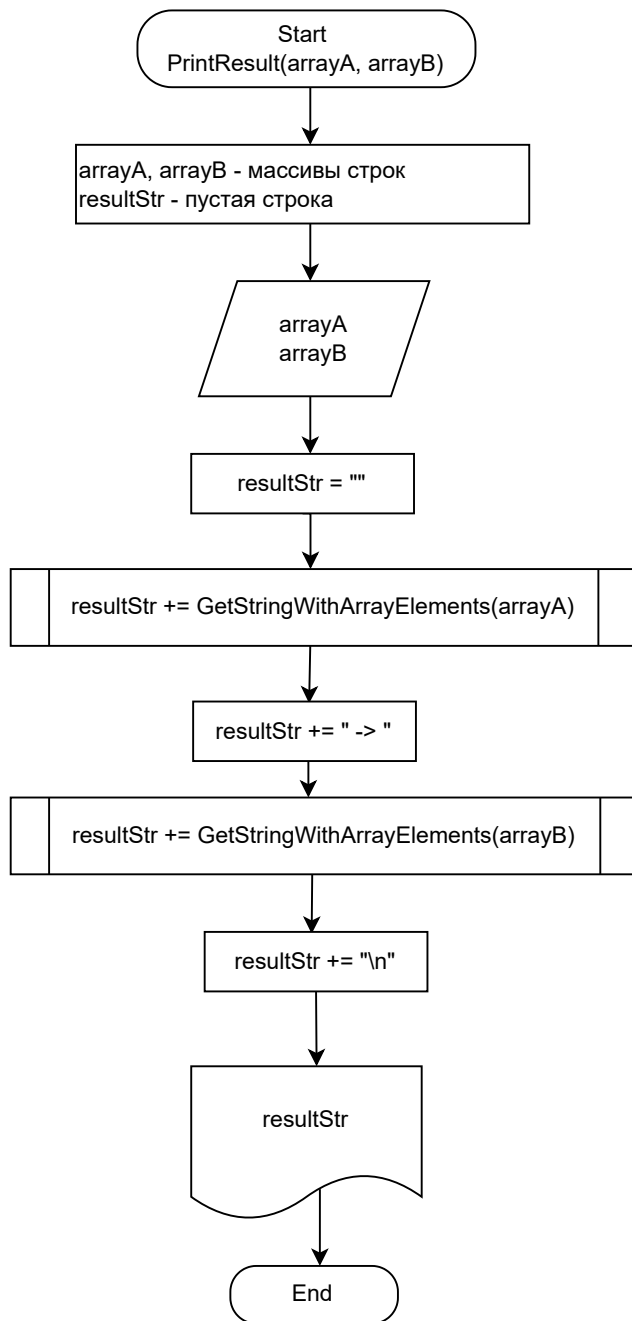 Start
PrintResult(arrayA, arrayB)
arrayA, arrayB - массивы строк
resultStr - пустая строка
arrayA
arrayB
resultStr = ""
resultStr += GetStringWithArrayElements(arrayA)
resultStr += " -> "
resultStr += GetStringWithArrayElements(arrayB)
resultStr += "\n"
resultStr
End